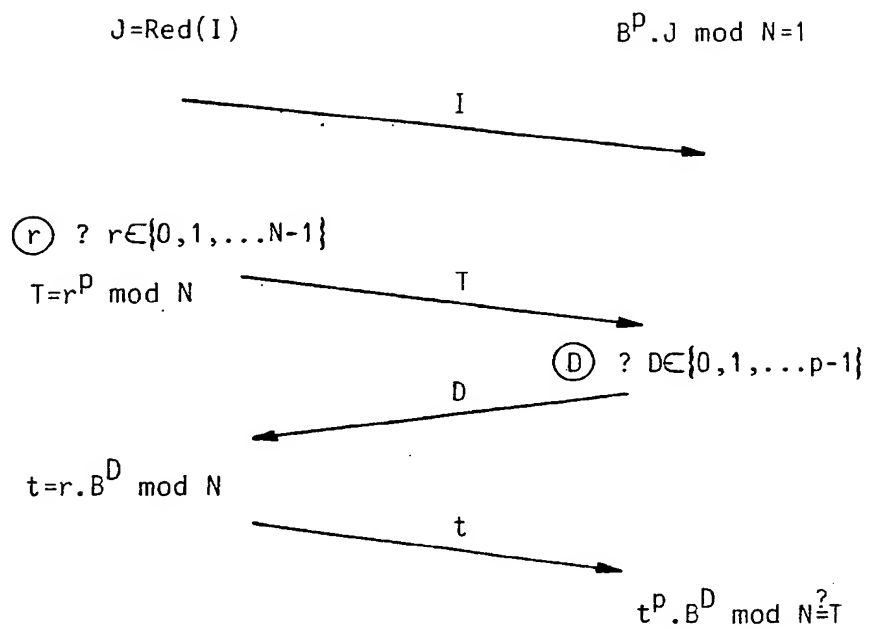 J=Red(I)
B^p.J mod N=1
I
ⓡ ? r∈{0,1,...N-1}
T=r^p mod N
T
Ⓓ ? D∈{0,1,...p-1}
D
t=r.B^D mod N
t
t^p.B^D mod N≟T